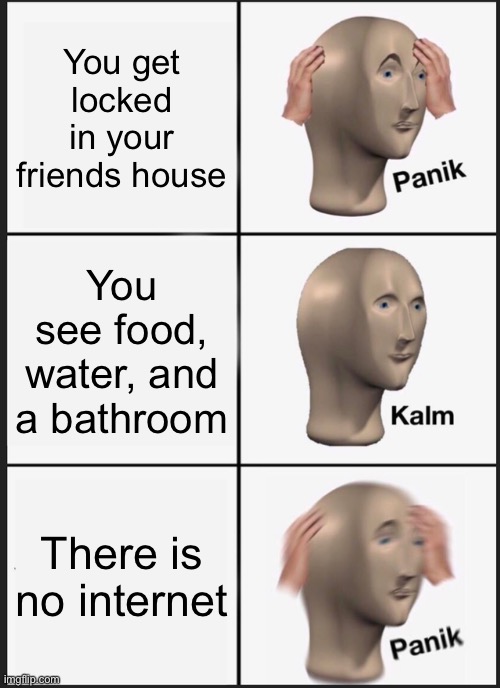 You get
locked
in your
friends house
Panik
You
see food,
water, and
a bathroom
Kalm
There is
no internet
Panik
imgflip.com